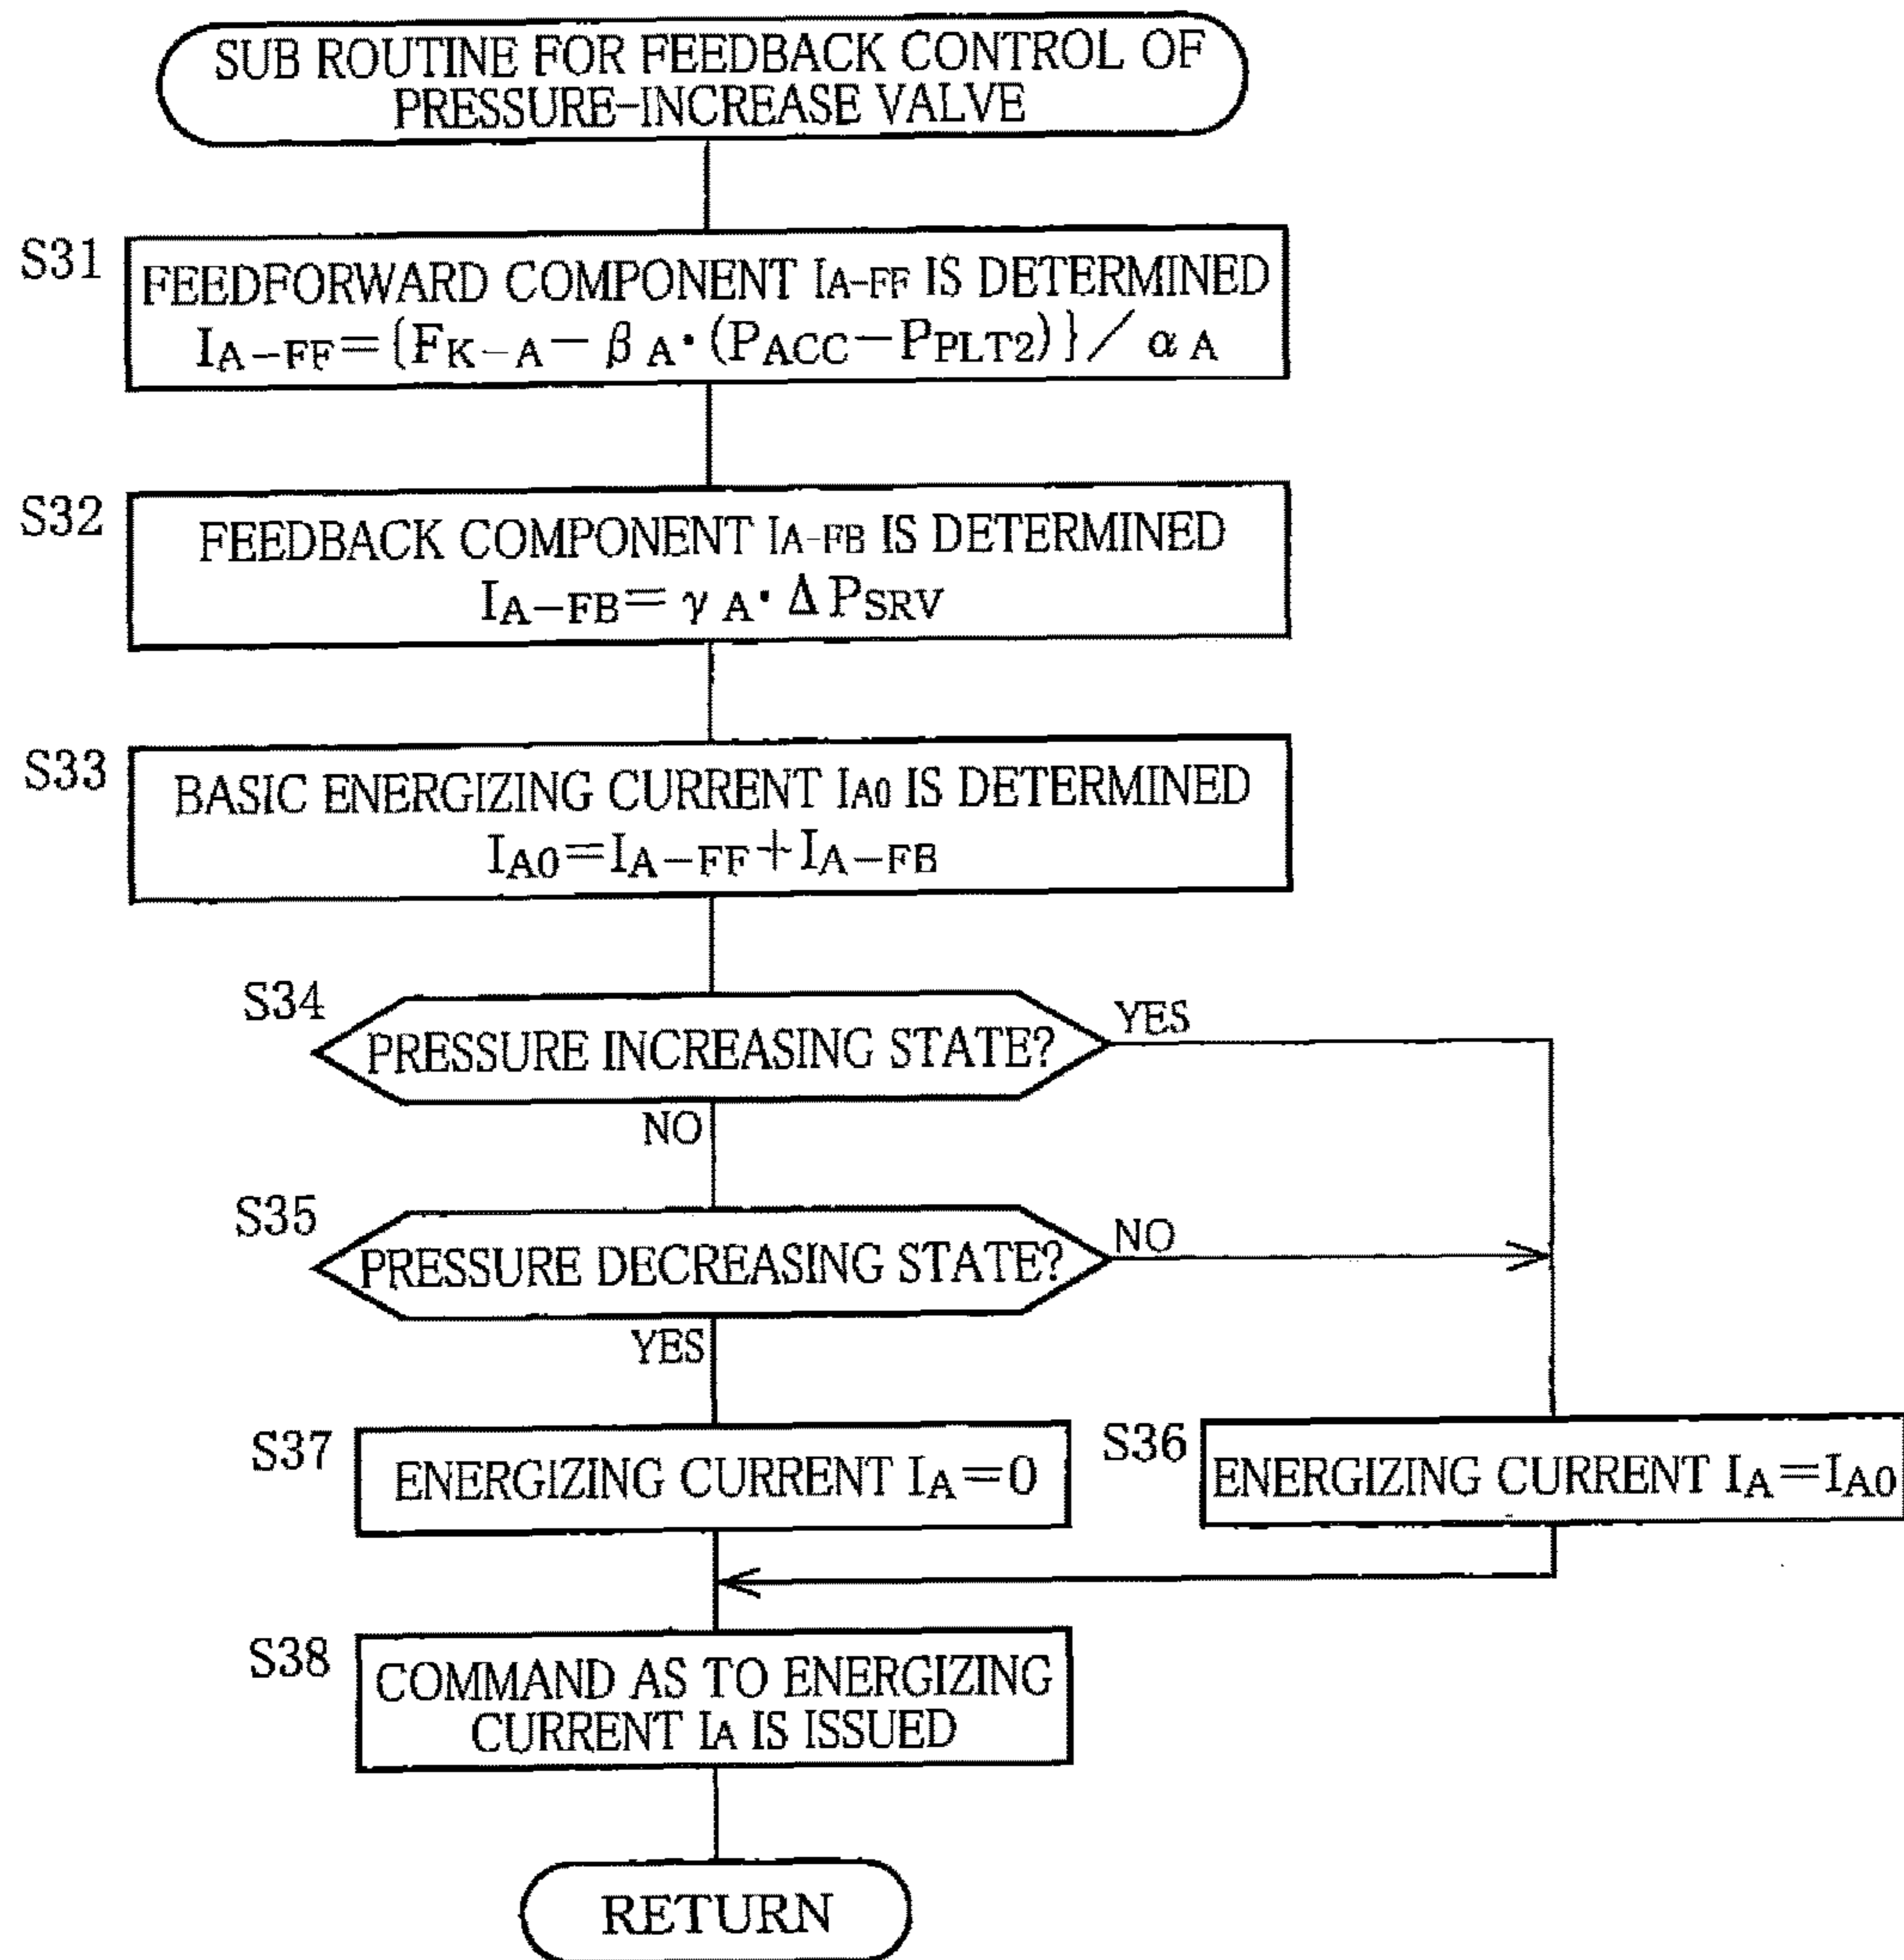 SUB ROUTINE FOR FEEDBACK CONTROL OF
PRESSURE-INCREASE VALVE
S31
FEEDFORWARD COMPONENT IA-FF IS DETERMINED
IA-FF={FK-A-βA·(PACC-PPLT2)}/αA
S32
FEEDBACK COMPONENT IA-FB IS DETERMINED
IA-FB=γA·ΔPSRV
S33
BASIC ENERGIZING CURRENT IA0 IS DETERMINED
IA0=IA-FF+IA-FB
S34
PRESSURE INCREASING STATE?
YES
NO
S35
PRESSURE DECREASING STATE?
NO
YES
S37
ENERGIZING CURRENT IA=0
S36
ENERGIZING CURRENT IA=IA0
S38
COMMAND AS TO ENERGIZING
CURRENT IA IS ISSUED
RETURN